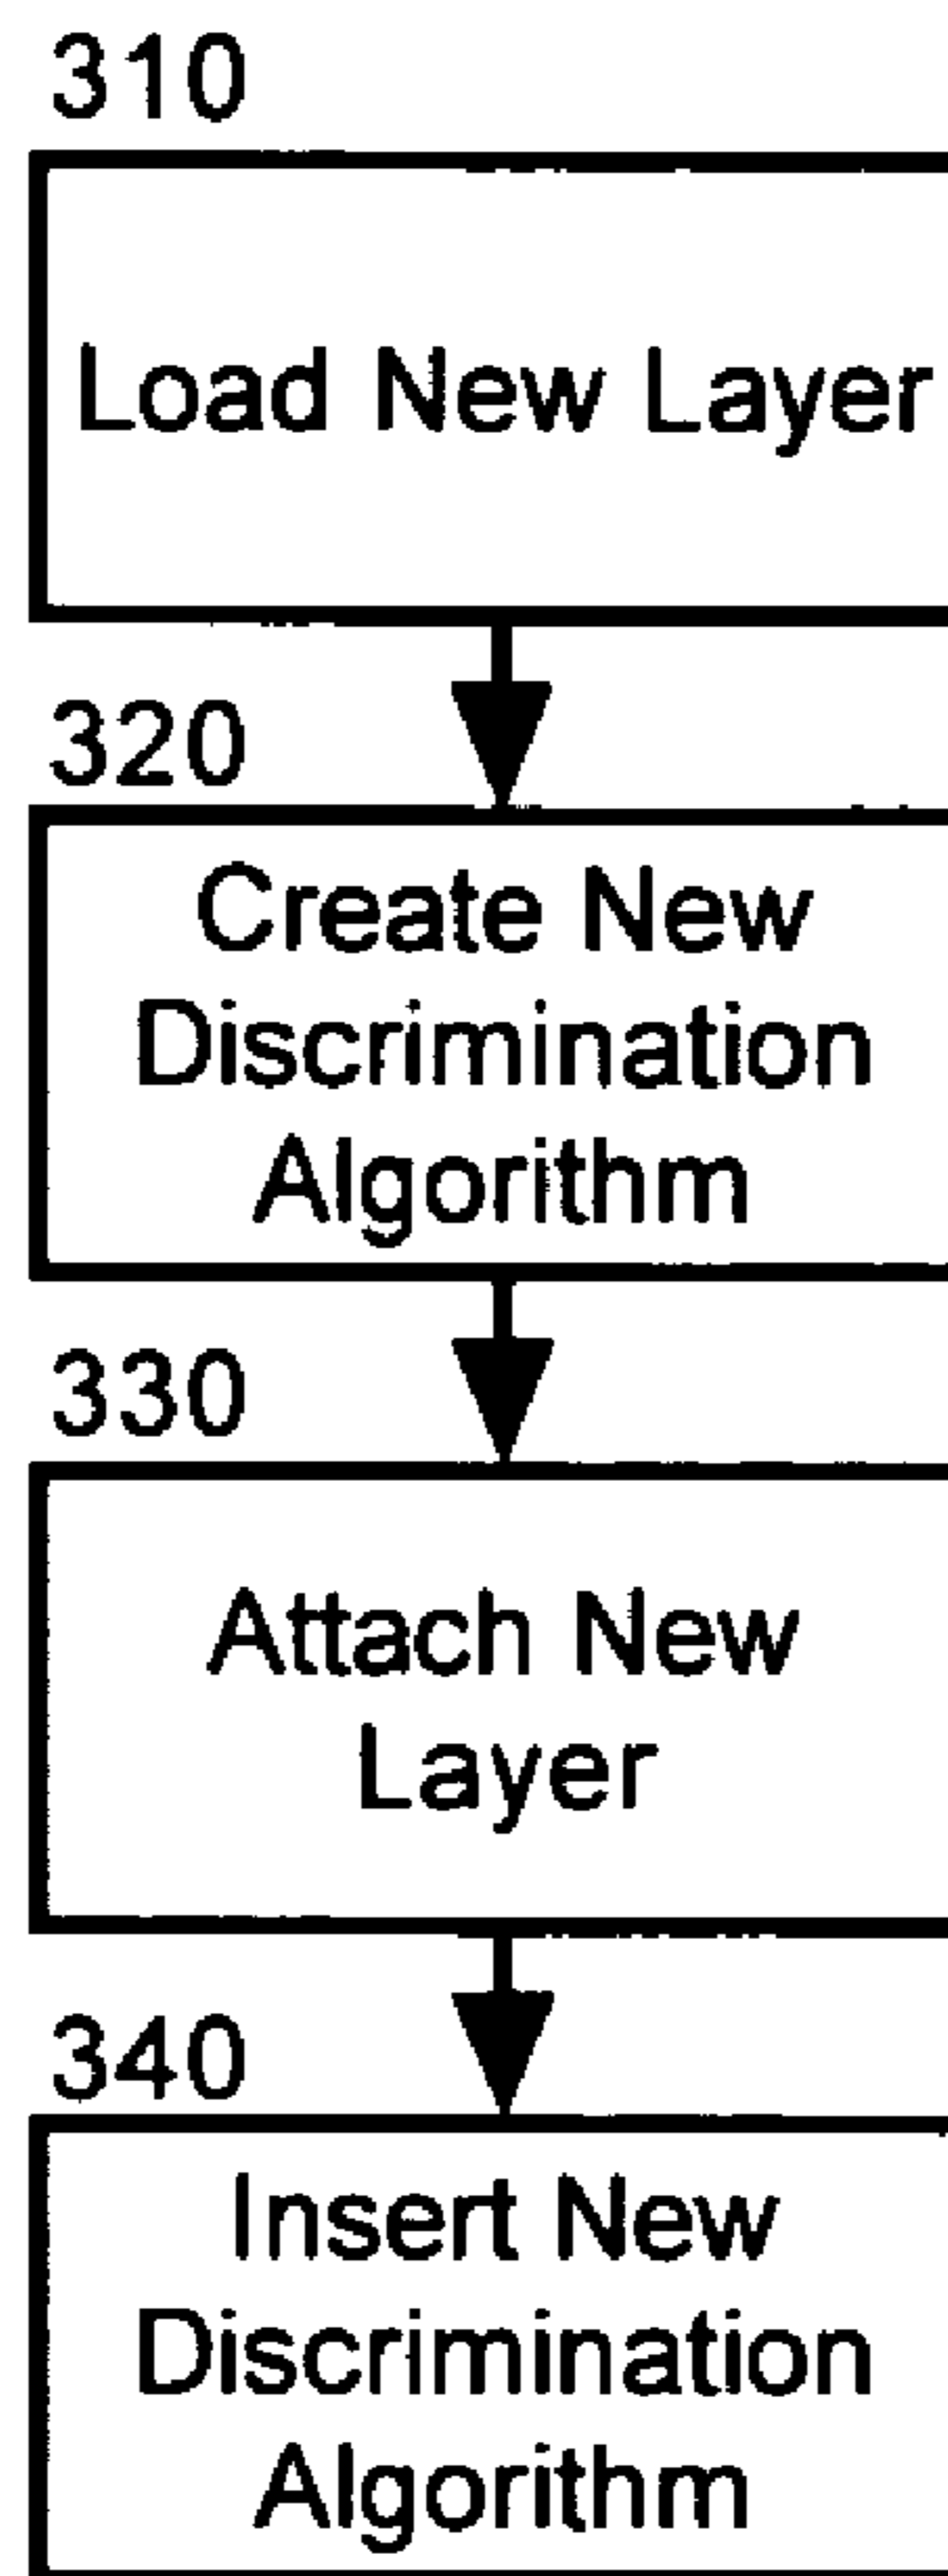 310
Load New Layer
320
Create New
Discrimination
Algorithm
330
Attach New
Layer
340
Insert New
Discrimination
Algorithm